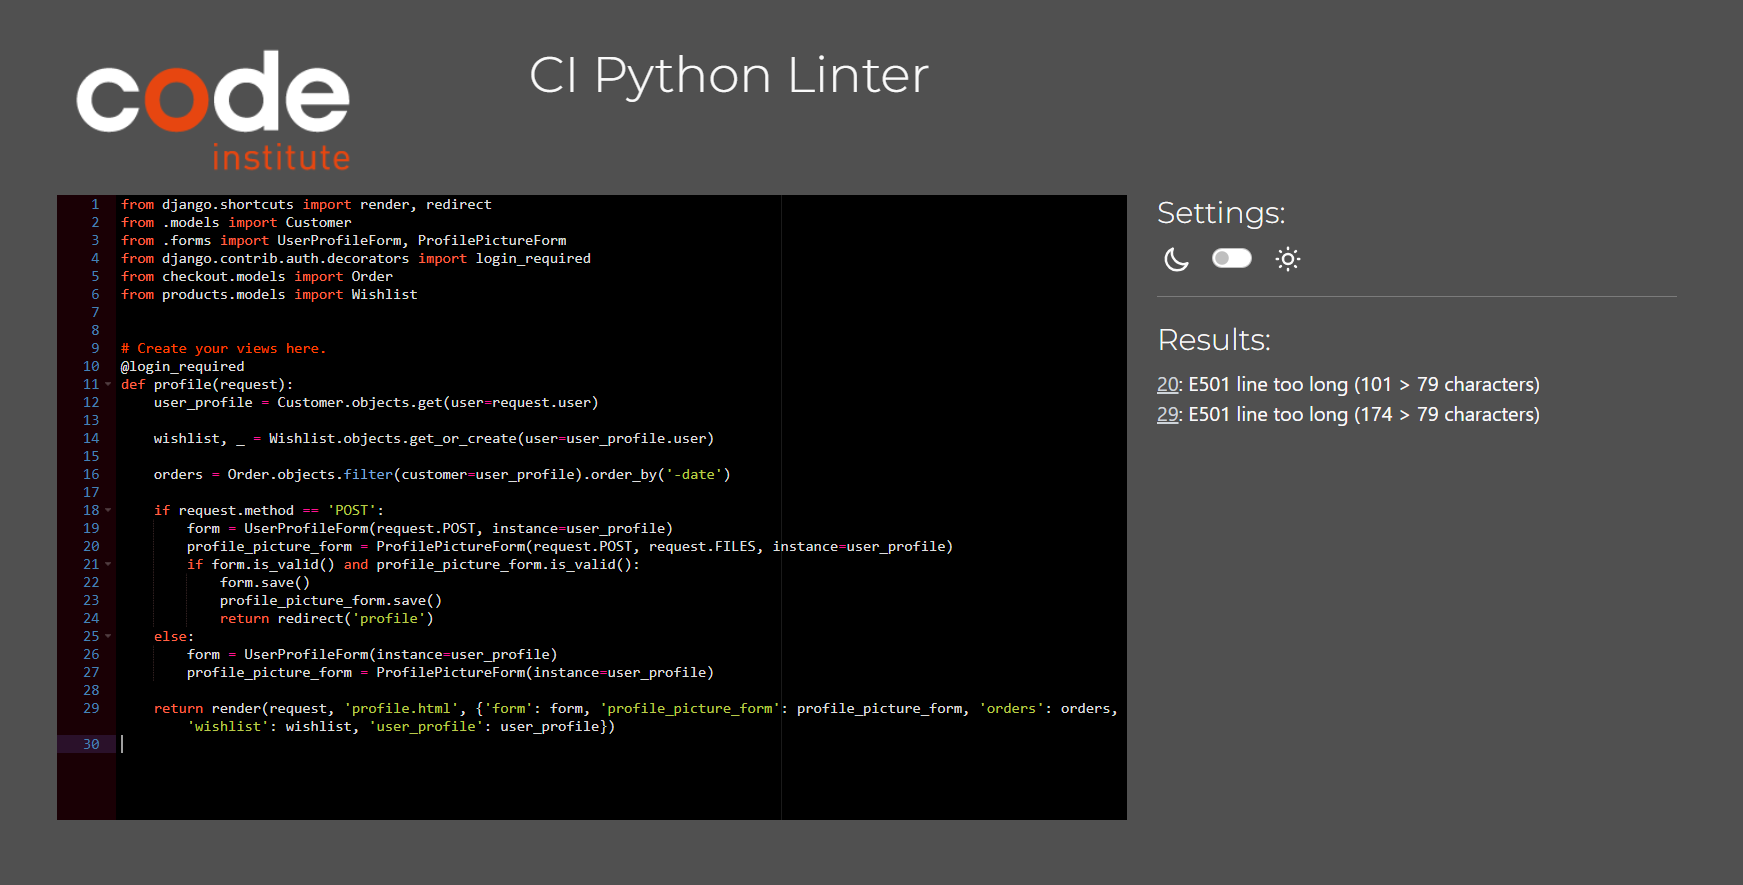 code
institute
CI Python Linter
1 from django.shortcuts import render, redirect
2 from .models import Customer
3 from .forms import UserProfileForm, ProfilePictureForm
4 from django.contrib.auth.decorators import login_required
5 from checkout.models import Order
6 from products.models import Wishlist
7
8
9 # Create your views here.
10 @login_required
11 def profile(request):
12     user_profile = Customer.objects.get(user=request.user)
13
14     wishlist, _ = Wishlist.objects.get_or_create(user=user_profile.user)
15
16     orders = Order.objects.filter(customer=user_profile).order_by('-date')
17
18     if request.method == 'POST':
19         form = UserProfileForm(request.POST, instance=user_profile)
20         profile_picture_form = ProfilePictureForm(request.POST, request.FILES, instance=user_profile)
21         if form.is_valid() and profile_picture_form.is_valid():
22             form.save()
23             profile_picture_form.save()
24             return redirect('profile')
25     else:
26         form = UserProfileForm(instance=user_profile)
27         profile_picture_form = ProfilePictureForm(instance=user_profile)
28
29     return render(request, 'profile.html', {'form': form, 'profile_picture_form': profile_picture_form, 'orders': orders,
        'wishlist': wishlist, 'user_profile': user_profile})
30
Settings:
Results:
20: E501 line too long (101 > 79 characters)
29: E501 line too long (174 > 79 characters)